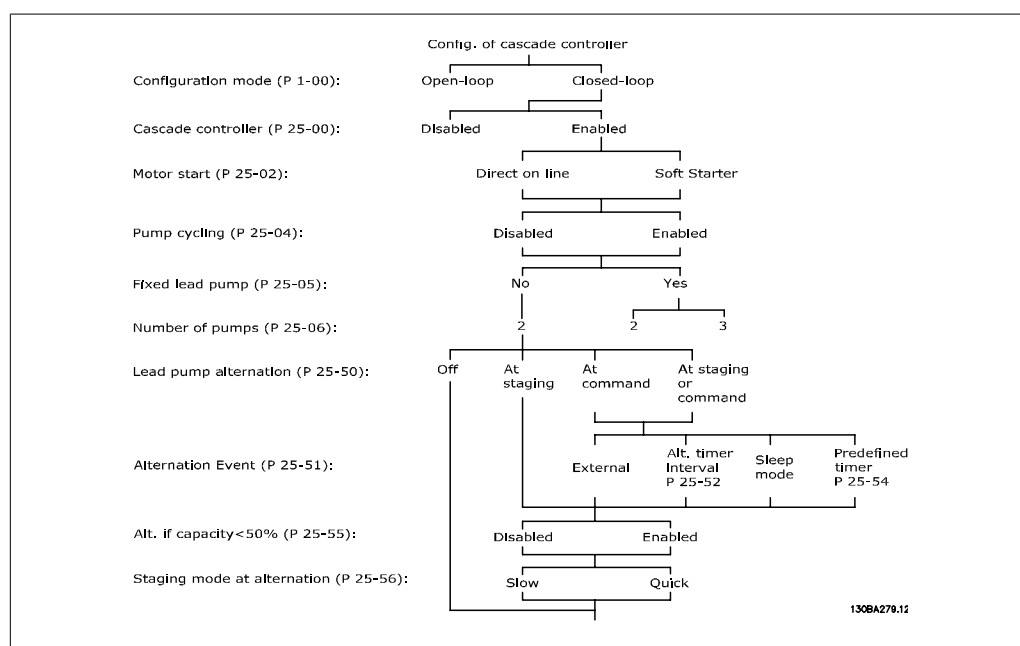 Config. of cascade controller
Configuration mode (P 1-00): Open-loop Closed-loop
Cascade controller (P 25-00): Disabled Enabled
Motor start (P 25-02): Direct on line Soft Starter
Pump cycling (P 25-04): Disabled Enabled
Fixed lead pump (P 25-05): No Yes
Number of pumps (P 25-06): 2 2 3
Lead pump alternation (P 25-50): Off At staging At command At staging or command
Alternation Event (P 25-51): External Alt. timer Interval P 25-52 Sleep mode Predefined timer P 25-54
Alt. if capacity<50% (P 25-55): Disabled Enabled
Staging mode at alternation (P 25-56): Slow Quick
130BA279.12